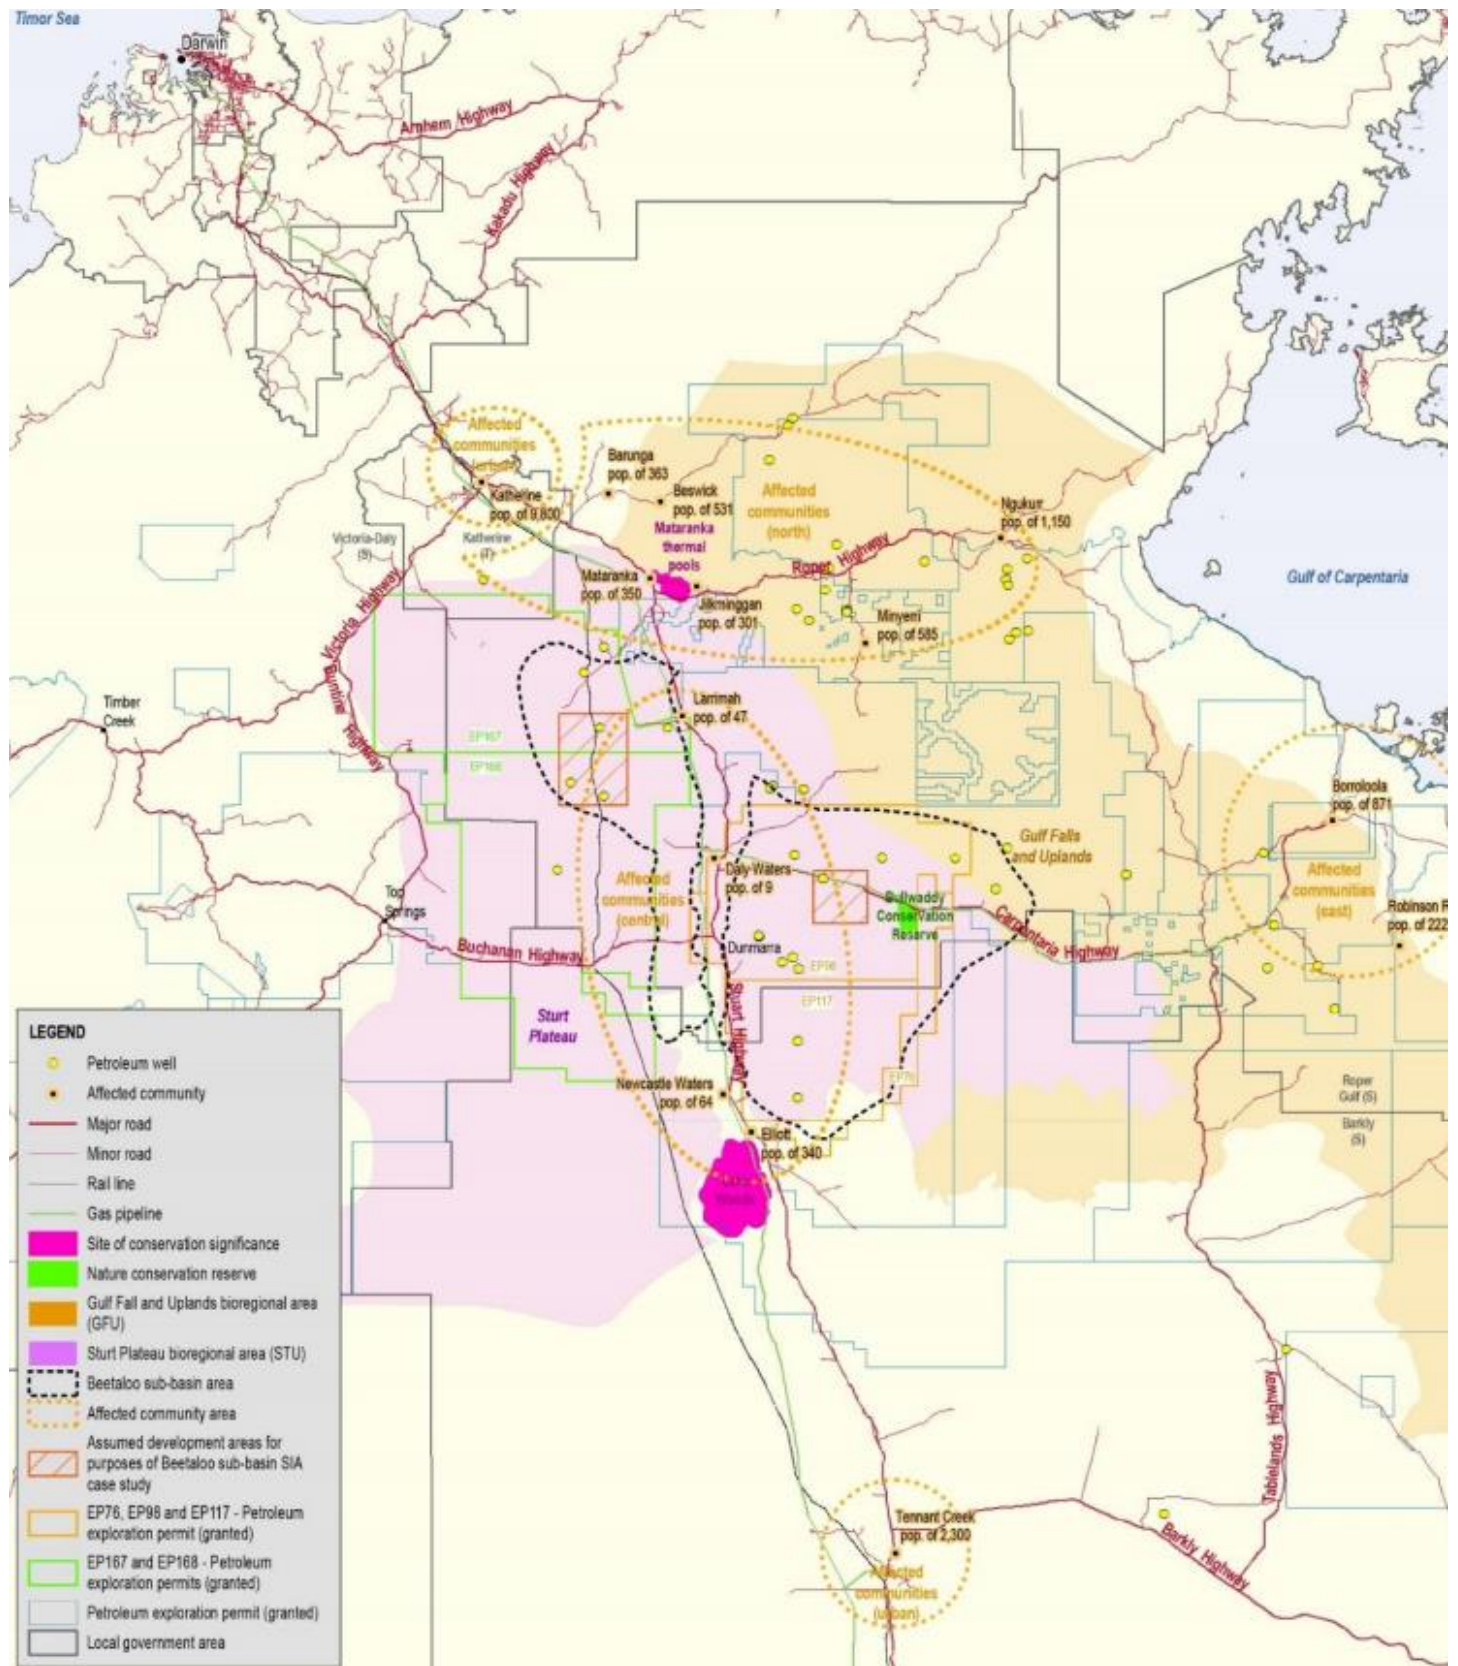 Timor Sea
Darwin
Arnhem Highway
Kakadu Highway
Affected
communities
Katherine
pop. of 9,800
Barunga
pop. of 363
Beswick
pop. of 531
Affected
communities
(north)
Ngukurr
pop. of 1,150
Mataranka
thermal
pools
Victoria-Daly
(S)
Katherine
(T)
Roper Highway
Gulf of Carpentaria
Mataranka
pop. of 350
Jilkminggan
pop. of 301
Minyerri
pop. of 585
Victoria Highway
Buntine Highway
Timber
Creek
Larrimah
pop. of 47
EP167
EP168
Borroloola
pop. of 871
Gulf Falls
and Uplands
Daly Waters
pop. of 9
Affected
communities
(central)
Affected
communities
(east)
Top
Springs
Bullwaddy
Conservation
Reserve
Robinson R
pop. of 222
Carpentaria Highway
Buchanan Highway
Dunmarra
EP98
EP117
Stuart Highway
Sturt
Plateau
Newcastle Waters
pop. of 64
EP76
Roper
Gulf (S)
Barkly
(S)
Elliott
pop. of 340
LEGEND
Petroleum well
Affected community
Major road
Minor road
Rail line
Gas pipeline
Site of conservation significance
Nature conservation reserve
Gulf Fall and Uplands bioregional area
(GFU)
Sturt Plateau bioregional area (STU)
Beetaloo sub-basin area
Affected community area
Assumed development areas for
purposes of Beetaloo sub-basin SIA
case study
EP76, EP98 and EP117 - Petroleum
exploration permit (granted)
EP167 and EP168 - Petroleum
exploration permits (granted)
Petroleum exploration permit (granted)
Local government area
Tablelands Highway
Tennant Creek
pop. of 2,300
Barkly Highway
Affected
communities
(urban)